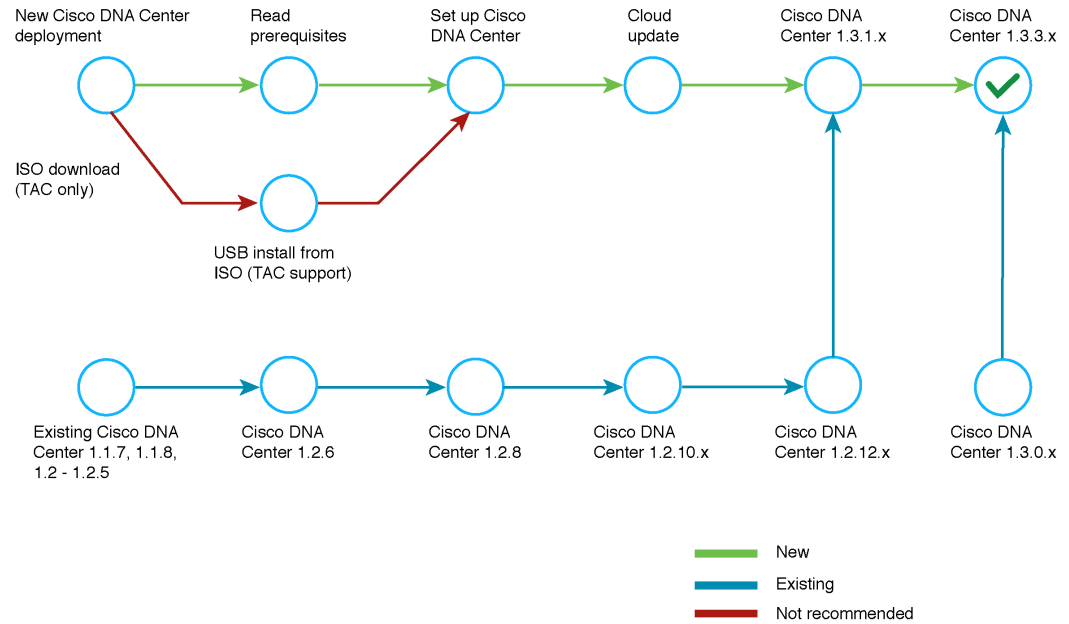 New Cisco DNA Center
deployment
Read
prerequisites
Set up Cisco
DNA Center
Cloud
update
Cisco DNA
Center 1.3.1.x
Cisco DNA
Center 1.3.3.x
ISO download
(TAC only)
USB install from
ISO (TAC support)
Existing Cisco DNA
Center 1.1.7, 1.1.8,
1.2 - 1.2.5
Cisco DNA
Center 1.2.6
Cisco DNA
Center 1.2.8
Cisco DNA
Center 1.2.10.x
Cisco DNA
Center 1.2.12.x
Cisco DNA
Center 1.3.0.x
New
Existing
Not recommended